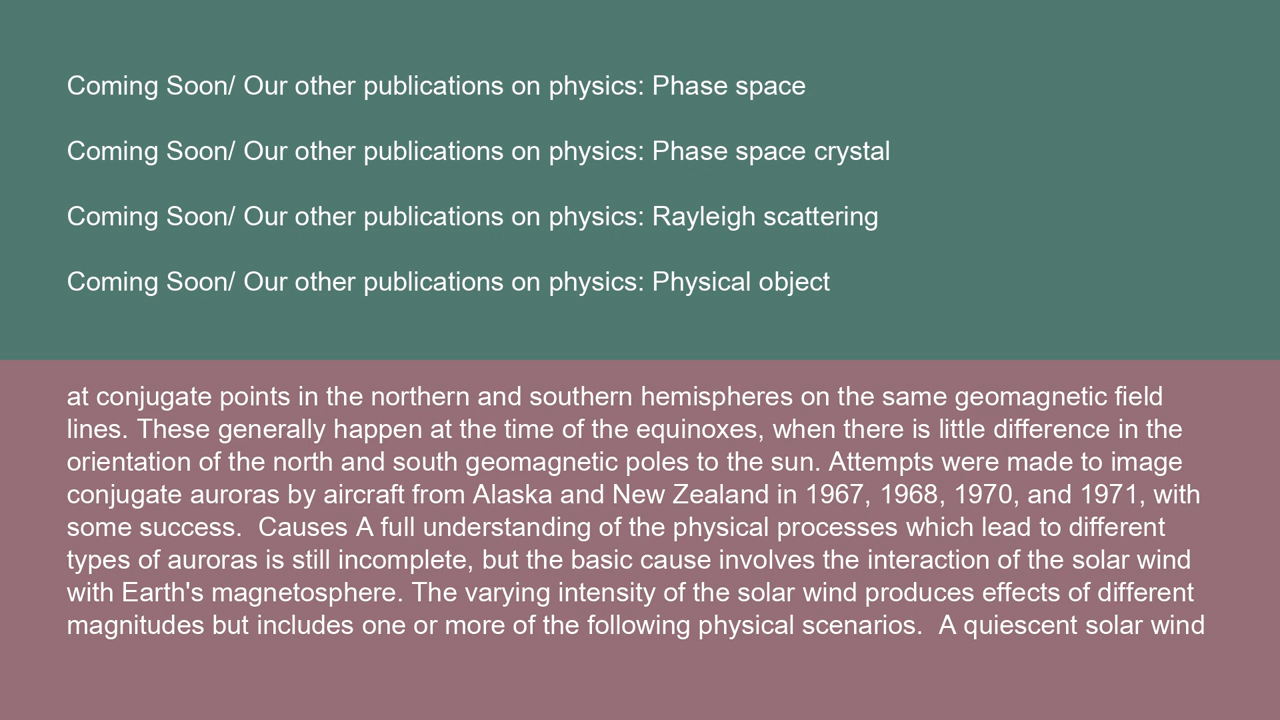 Coming Soon/ Our other publications on physics: Phase space
Coming Soon/ Our other publications on physics: Phase space crystal
Coming Soon/ Our other publications on physics: Rayleigh scattering
Coming Soon/ Our other publications on physics: Physical object
at conjugate points in the northern and southern hemispheres on the same geomagnetic field
lines. These generally happen at the time of the equinoxes, when there is little difference in the
orientation of the north and south geomagnetic poles to the sun. Attempts were made to image
conjugate auroras by aircraft from Alaska and New Zealand in 1967, 1968, 1970, and 1971, with
some success.  Causes A full understanding of the physical processes which lead to different
types of auroras is still incomplete, but the basic cause involves the interaction of the solar wind
with Earth's magnetosphere. The varying intensity of the solar wind produces effects of different
magnitudes but includes one or more of the following physical scenarios.  A quiescent solar wind